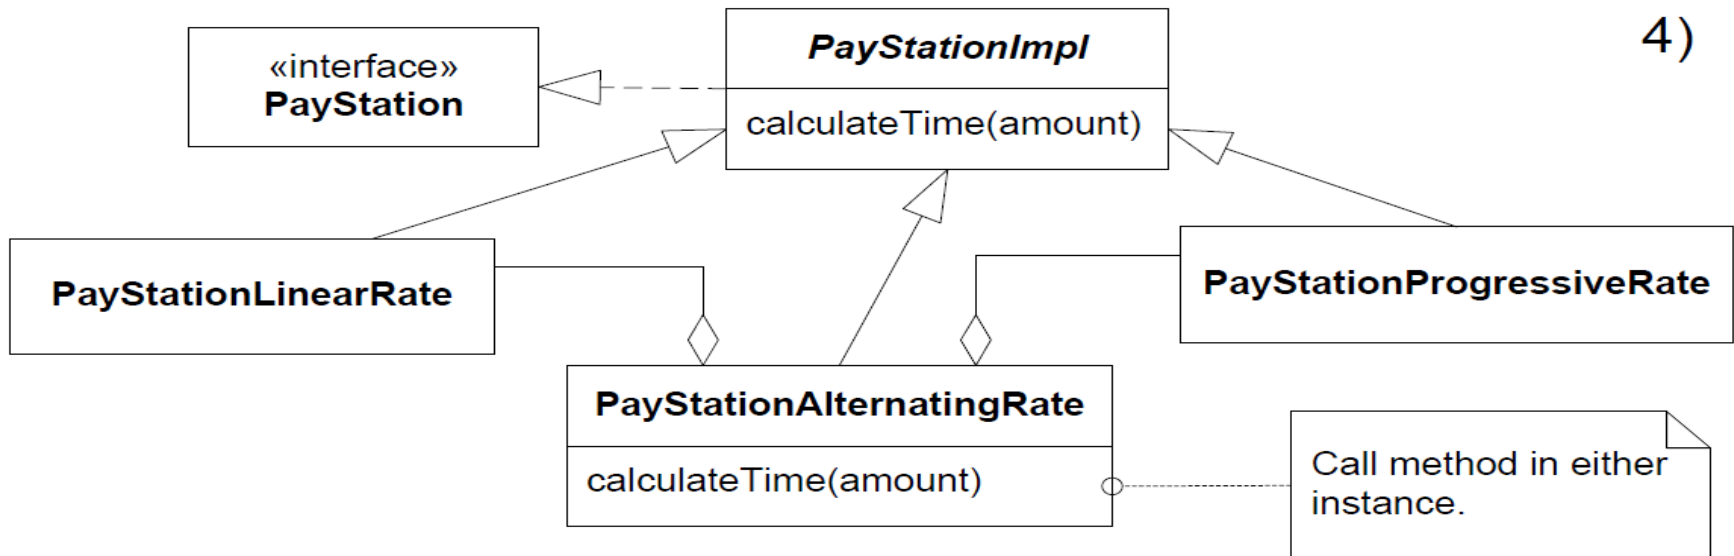 4)
«interface»
PayStation
PayStationImpl
calculateTime(amount)
PayStationLinearRate
PayStationProgressiveRate
PayStationAlternatingRate
calculateTime(amount)
Call method in either
instance.